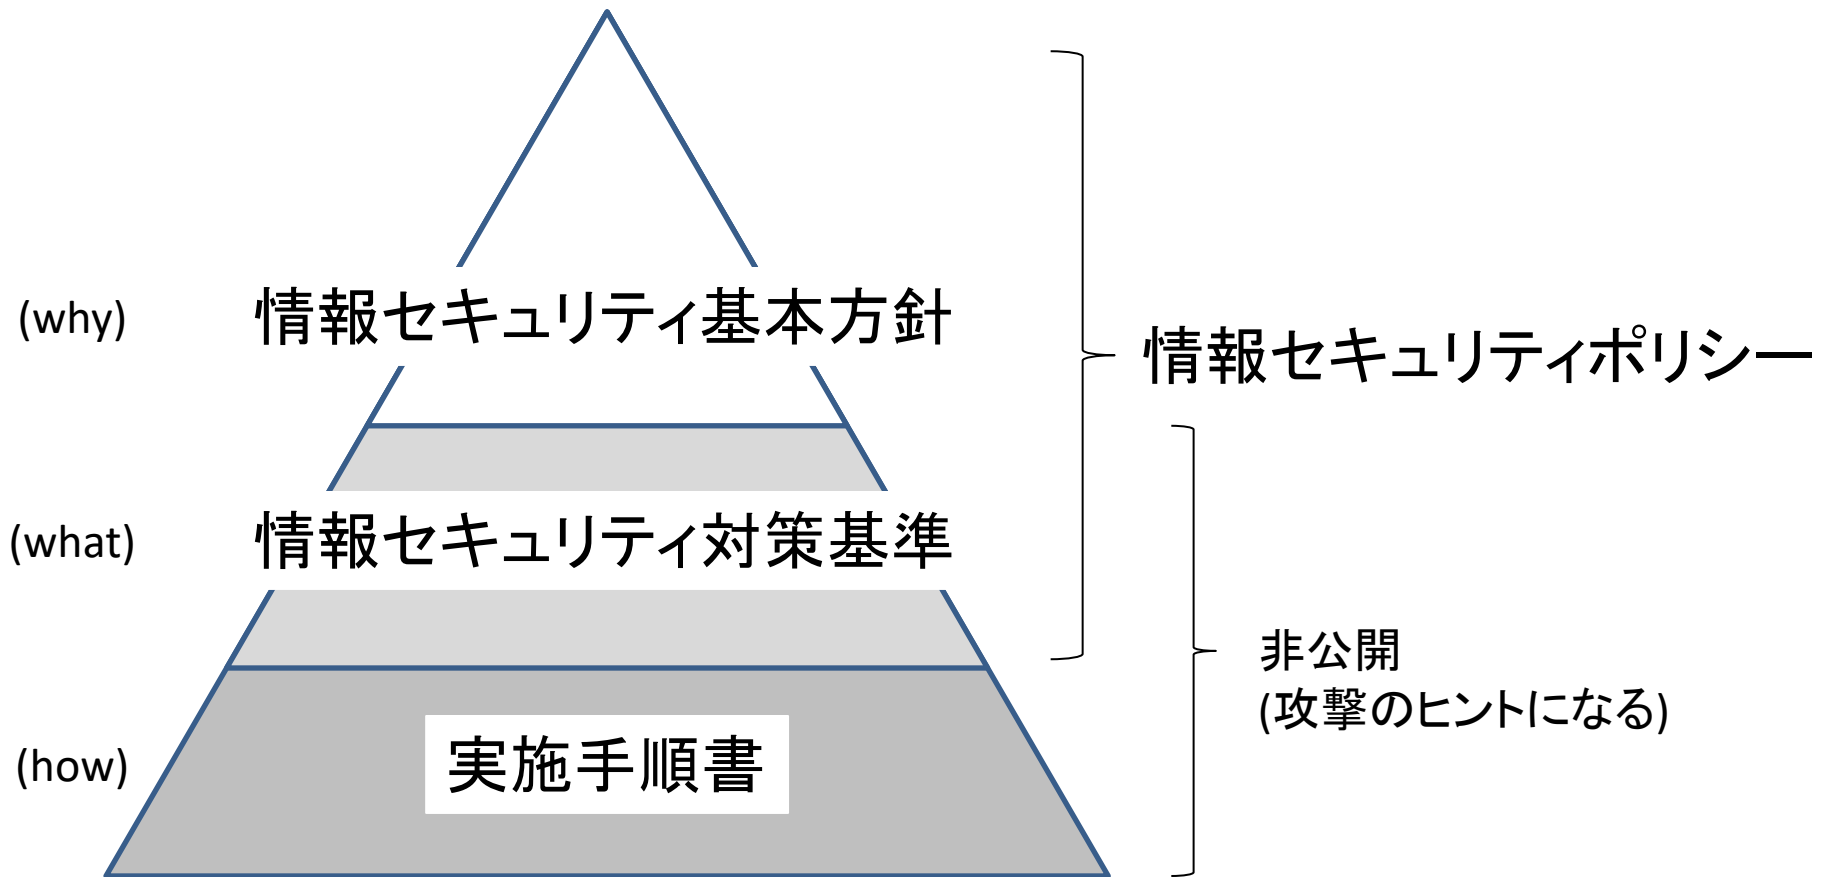 (why)
情報セキュリティ基本方針
情報セキュリティポリシー
(what)
情報セキュリティ対策基準
非公開
(攻撃のヒントになる)
(how)
実施手順書